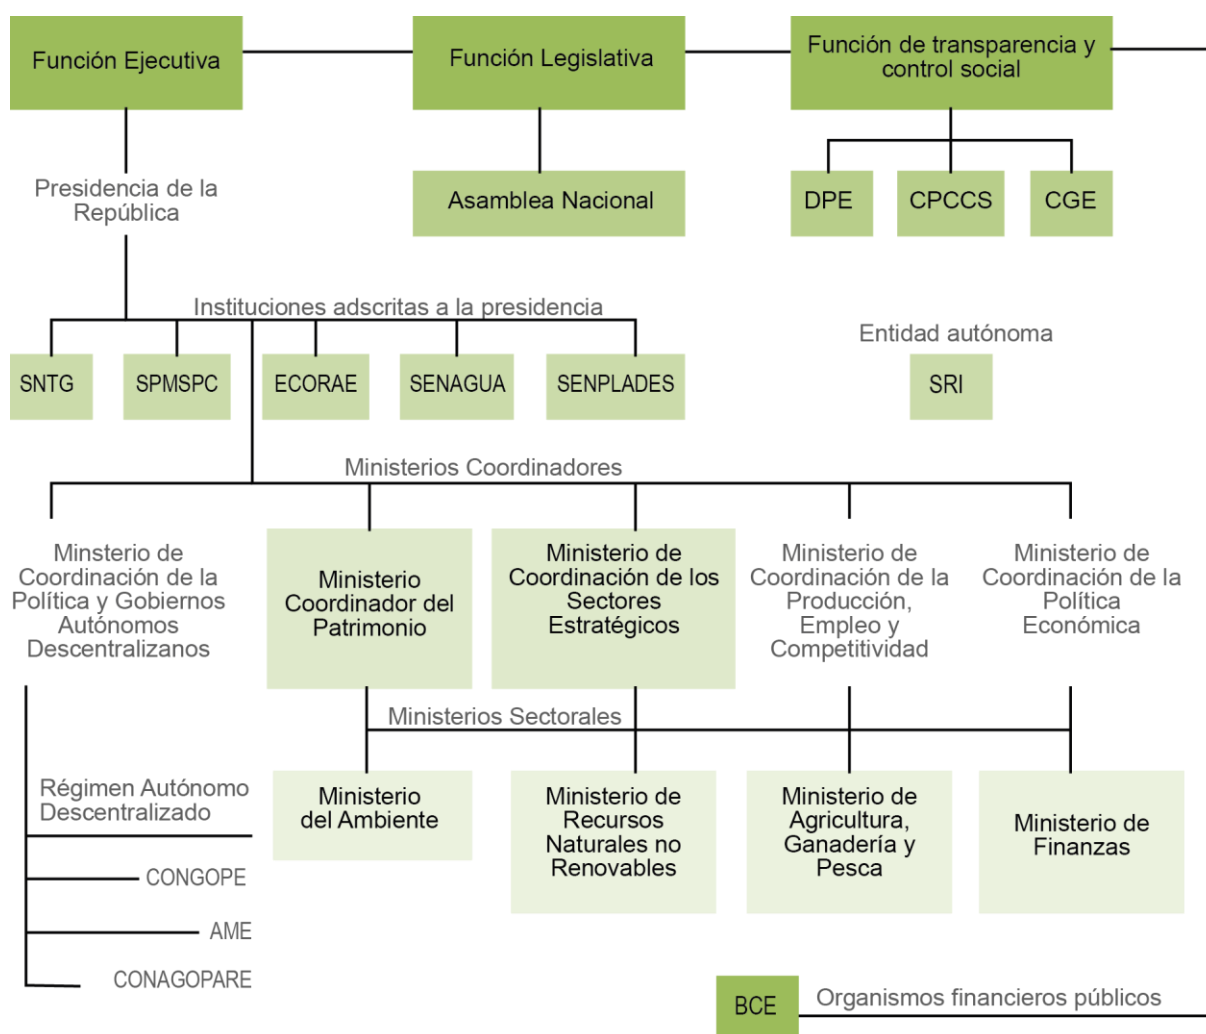 Función Ejecutiva
Función Legislativa
Función de transparencia y
control social
Presidencia de la
República
Asamblea Nacional
DPE
CPCCS
CGE
Instituciones adscritas a la presidencia
SNTG
SPMSPC
ECORAE
SENAGUA
SENPLADES
Entidad autónoma
SRI
Ministerios Coordinadores
Minsterio de
Coordinación de la
Política y Gobiernos
Autónomos
Descentralizanos
Ministerio
Coordinador del
Patrimonio
Ministerio de
Coordinación de los
Sectores
Estratégicos
Ministerio de
Coordinación de la
Producción,
Empleo y
Competitividad
Ministerio de
Coordinación de la
Política
Económica
Ministerios Sectorales
Régimen Autónomo
Descentralizado
CONGOPE
AME
CONAGOPARE
Ministerio
del Ambiente
Ministerio de
Recursos
Naturales no
Renovables
Ministerio de
Agricultura,
Ganadería y
Pesca
Ministerio de
Finanzas
BCE
Organismos financieros públicos